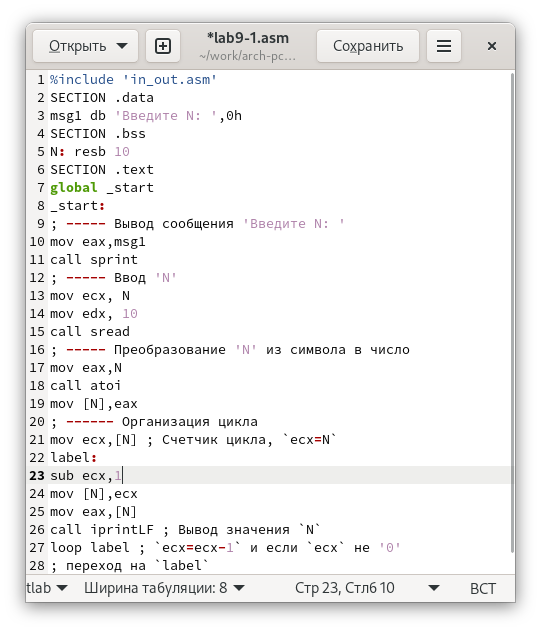 Открыть
*lab9-1.asm
~/work/arch-pc...
Сохранить
1 %include 'in_out.asm'
2 SECTION .data
3 msg1 db 'Введите N: ',0h
4 SECTION .bss
5 N: resb 10
6 SECTION .text
7 global _start
8 _start:
9 ; ----- Вывод сообщения 'Введите N: '
10 mov eax,msg1
11 call sprint
12 ; ----- Ввод 'N'
13 mov ecx, N
14 mov edx, 10
15 call sread
16 ; ----- Преобразование 'N' из символа в число
17 mov eax,N
18 call atoi
19 mov [N],eax
20 ; ------ Организация цикла
21 mov ecx,[N] ; Счетчик цикла, `ecx=N`
22 label:
23 sub ecx,1
24 mov [N],ecx
25 mov eax,[N]
26 call iprintLF ; Вывод значения `N`
27 loop label ; `ecx=ecx-1` и если `ecx` не '0'
28 ; переход на `label`
tlab
Ширина табуляции: 8
Стр 23, Стлб 10
ВСТ